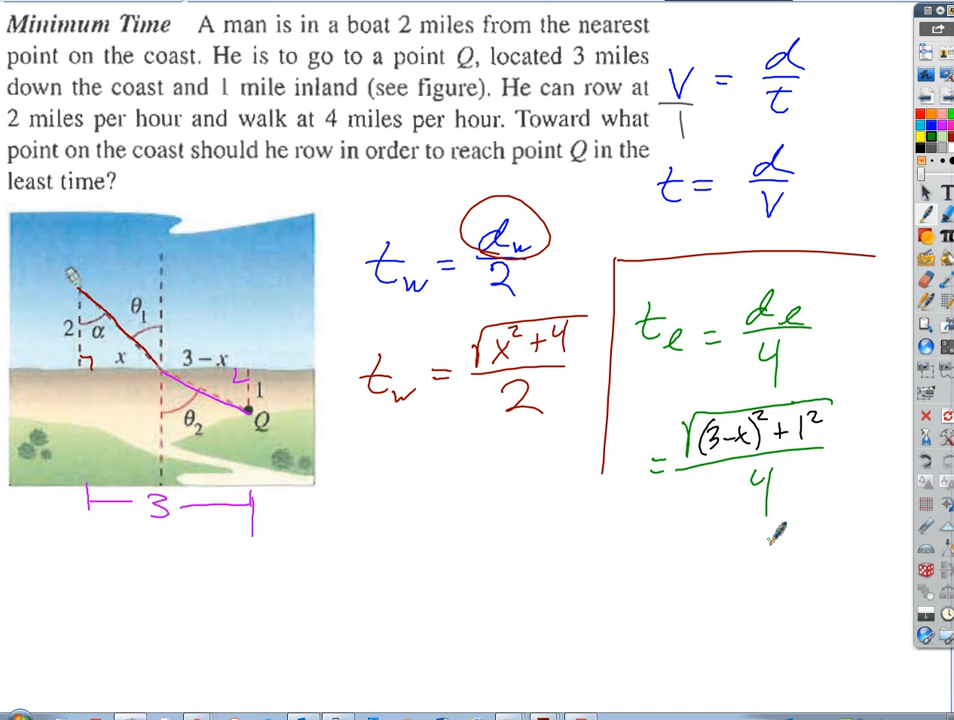 Minimum Time A man is in a boat 2 miles from the nearest
point on the coast. He is to go to a point Q, located 3 miles
down the coast and 1 mile inland (see figure). He can row at
2 miles per hour and walk at 4 miles per hour. Toward what
point on the coast should he row in order to reach point Q in the
least time?
v/1 = d/t
t = d/v
t_w = d_w/2
t_w = √(x² + 4)/2
t_e = d_e/4
= √((3-x)² + 1²)/4
θ₁
2 α
x 3 − x
1
θ₂ Q
3